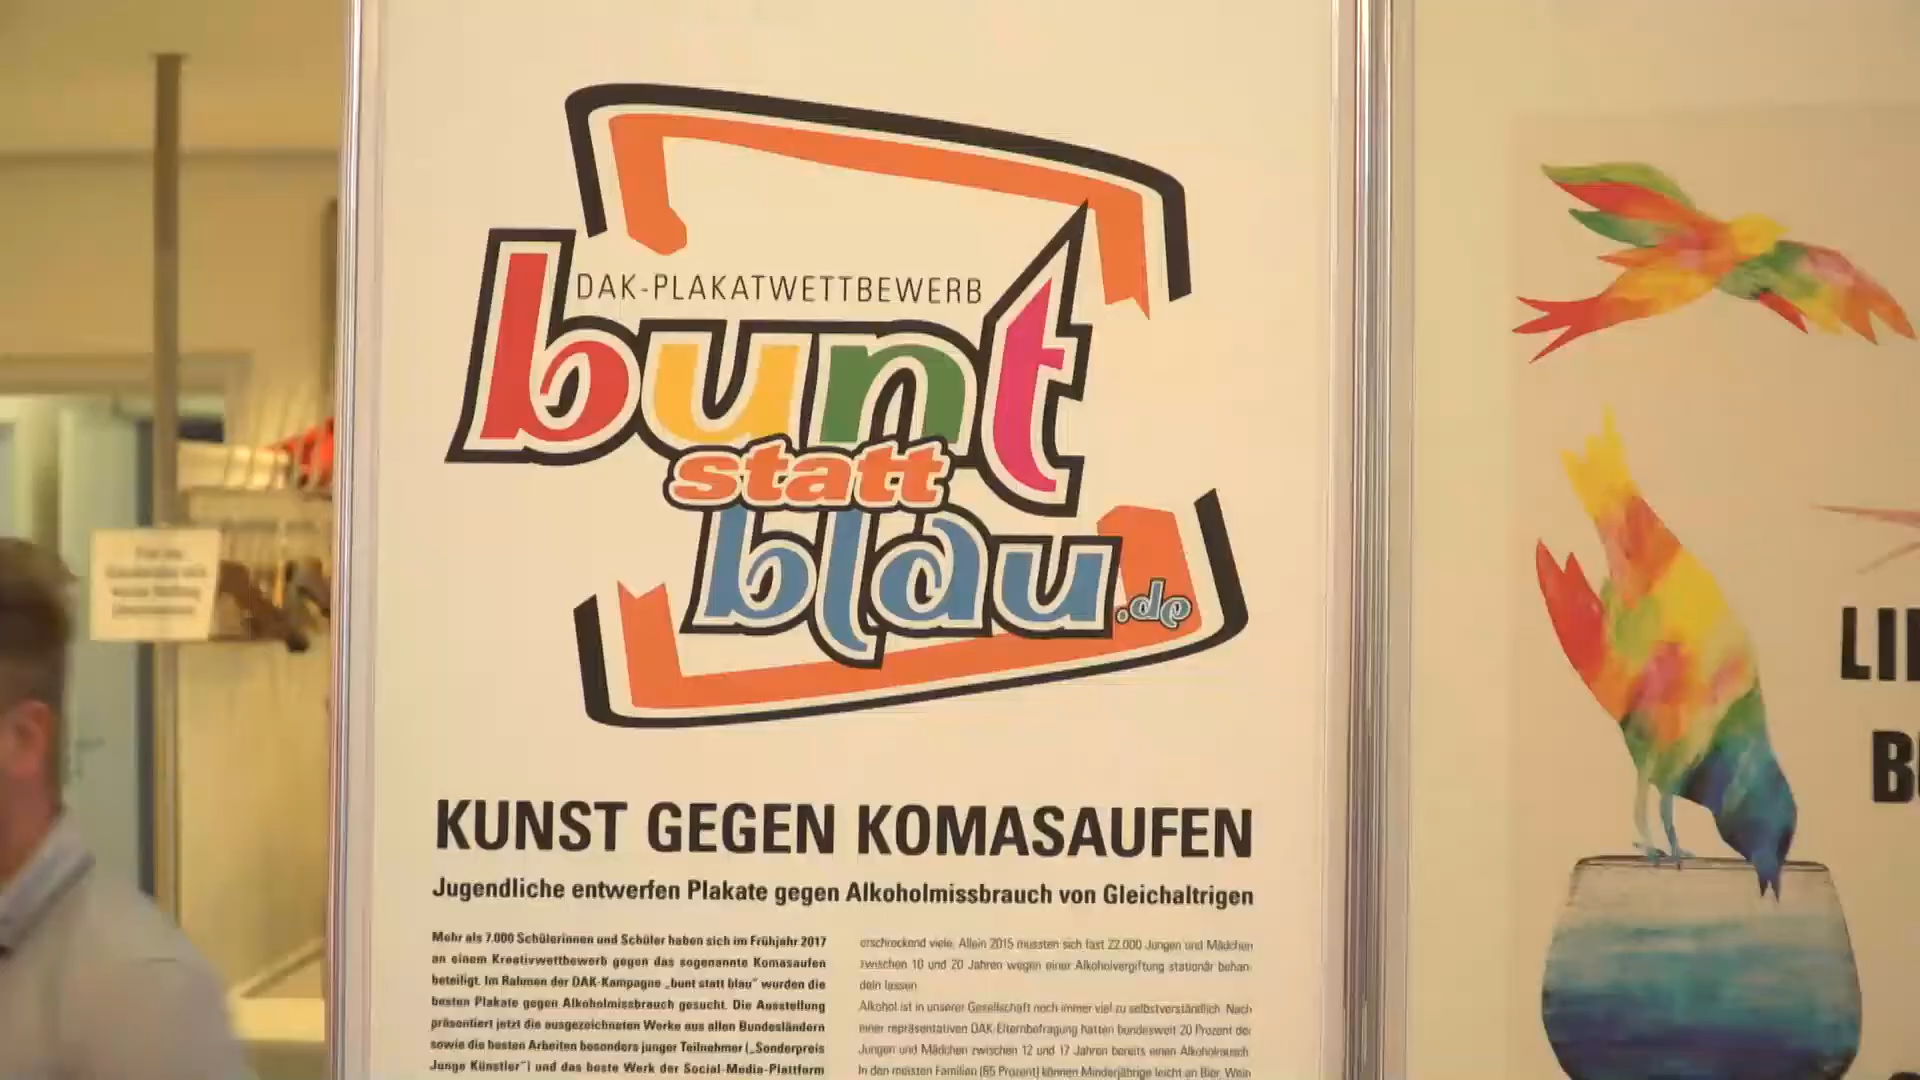 DAK-PLAKATWETTBEWERB
bunt
statt
blau
.de
KUNST GEGEN KOMASAUFEN
Jugendliche entwerfen Plakate gegen Alkoholmissbrauch von Gleichaltrigen
Mehr als 7.000 Schülerinnen und Schüler haben sich im Frühjahr 2017
an einem Kreativwettbewerb gegen das sogenannte Komasaufen
beteiligt. Im Rahmen der DAK-Kampagne „bunt statt blau“ wurden die
besten Plakate gegen Alkoholmissbrauch gesucht. Die Ausstellung
präsentiert jetzt die ausgezeichneten Werke aus allen Bundesländern
sowie die besten Arbeiten besonders junger Teilnehmer („Sonderpreis
Junge Künstler“) und das beste Werk der Social-Media-Plattform
erschreckend viele. Allein 2015 mussten sich fast 22.000 Jungen und Mädchen
zwischen 10 und 20 Jahren wegen einer Alkoholvergiftung stationär behan
deln lassen
Alkohol ist in unserer Gesellschaft noch immer viel zu selbstverständlich. Nach
einer repräsentativen DAK-Elternbefragung hatten bundesweit 20 Prozent der
Jungen und Mädchen zwischen 12 und 17 Jahren bereits einen Alkoholrausch.
In den meisten Familien (65 Prozent) können Minderjährige leicht an Bier, Wein
LI
B